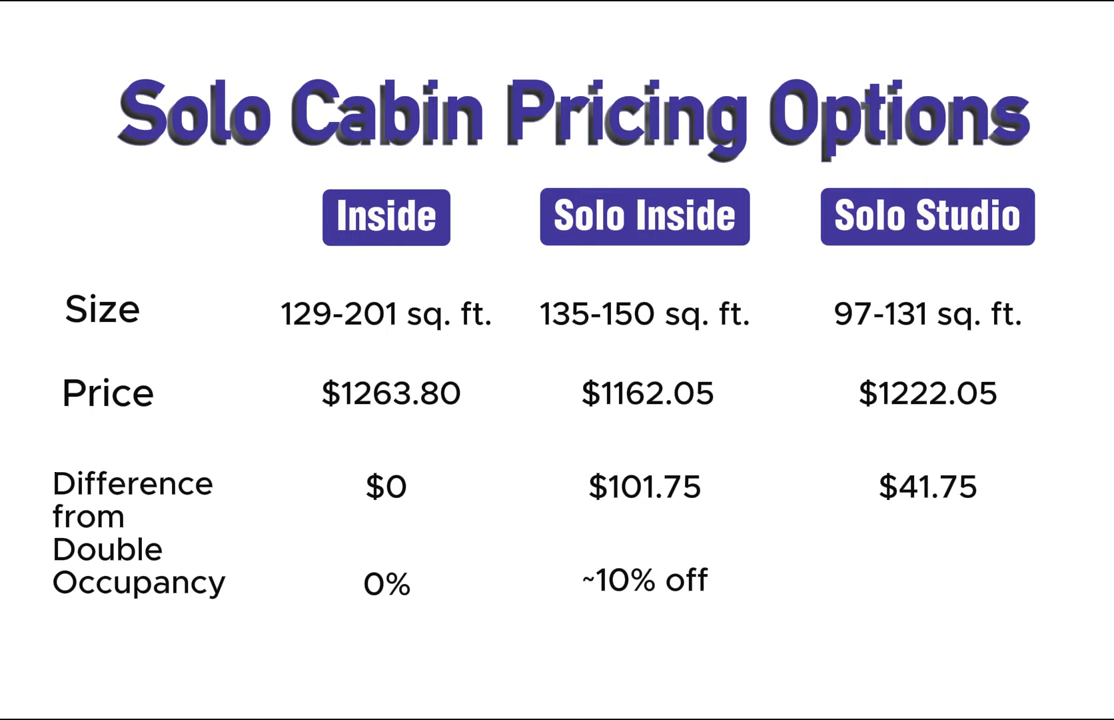 Solo Cabin Pricing Options
Inside Solo Inside Solo Studio
Size 129-201 sq. ft. 135-150 sq. ft. 97-131 sq. ft.
Price $1263.80 $1162.05 $1222.05
Difference $0 $101.75 $41.75
from
Double
Occupancy 0% ~10% off